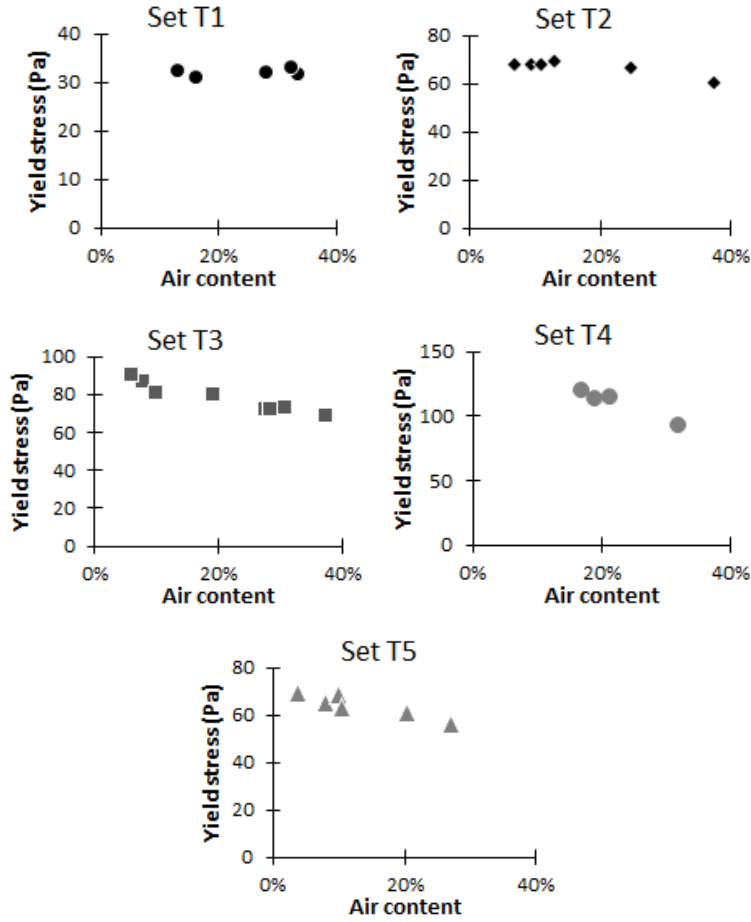 Set T1
40
30
20
10
0
Yield stress (Pa)
0% 20% 40%
Air content
Set T2
80
60
40
20
0
Yield stress (Pa)
0% 20% 40%
Air content
Set T3
100
80
60
40
20
0
Yield stress (Pa)
0% 20% 40%
Air content
Set T4
150
100
50
0
Yield stress (Pa)
0% 20% 40%
Air content
Set T5
80
60
40
20
0
Yield stress (Pa)
0% 20% 40%
Air content